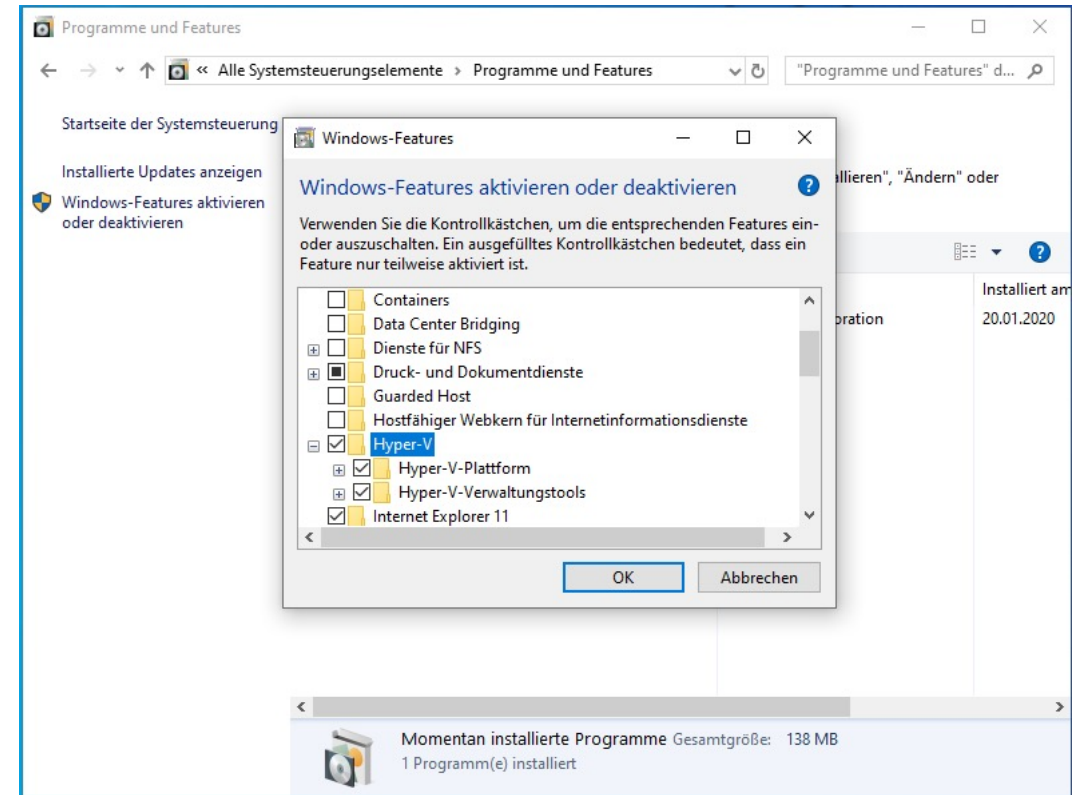 Programme und Features
« Alle Systemsteuerungselemente > Programme und Features
"Programme und Features" d...
Startseite der Systemsteuerung
Installierte Updates anzeigen
Windows-Features aktivieren
oder deaktivieren
Windows-Features
Windows-Features aktivieren oder deaktivieren
Verwenden Sie die Kontrollkästchen, um die entsprechenden Features ein-
oder auszuschalten. Ein ausgefülltes Kontrollkästchen bedeutet, dass ein
Feature nur teilweise aktiviert ist.
Containers
Data Center Bridging
Dienste für NFS
Druck- und Dokumentdienste
Guarded Host
Hostfähiger Webkern für Internetinformationsdienste
Hyper-V
Hyper-V-Plattform
Hyper-V-Verwaltungstools
Internet Explorer 11
OK
Abbrechen
allieren", "Ändern" oder
Installiert am
oration
20.01.2020
Momentan installierte Programme Gesamtgröße: 138 MB
1 Programm(e) installiert